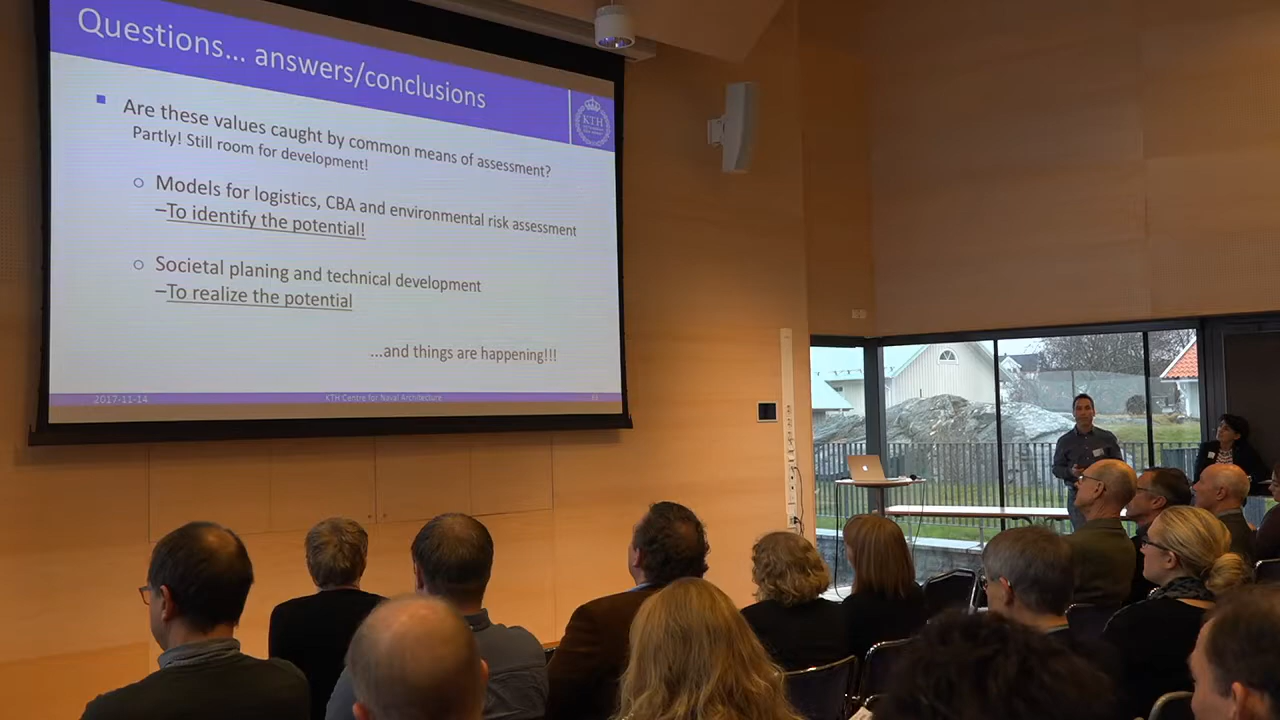 Questions... answers/conclusions
KTH
Are these values caught by common means of assessment?
Partly! Still room for development!
Models for logistics, CBA and environmental risk assessment
–To identify the potential!
Societal planing and technical development
–To realize the potential
...and things are happening!!!
2017-11-14
KTH Centre for Naval Architecture